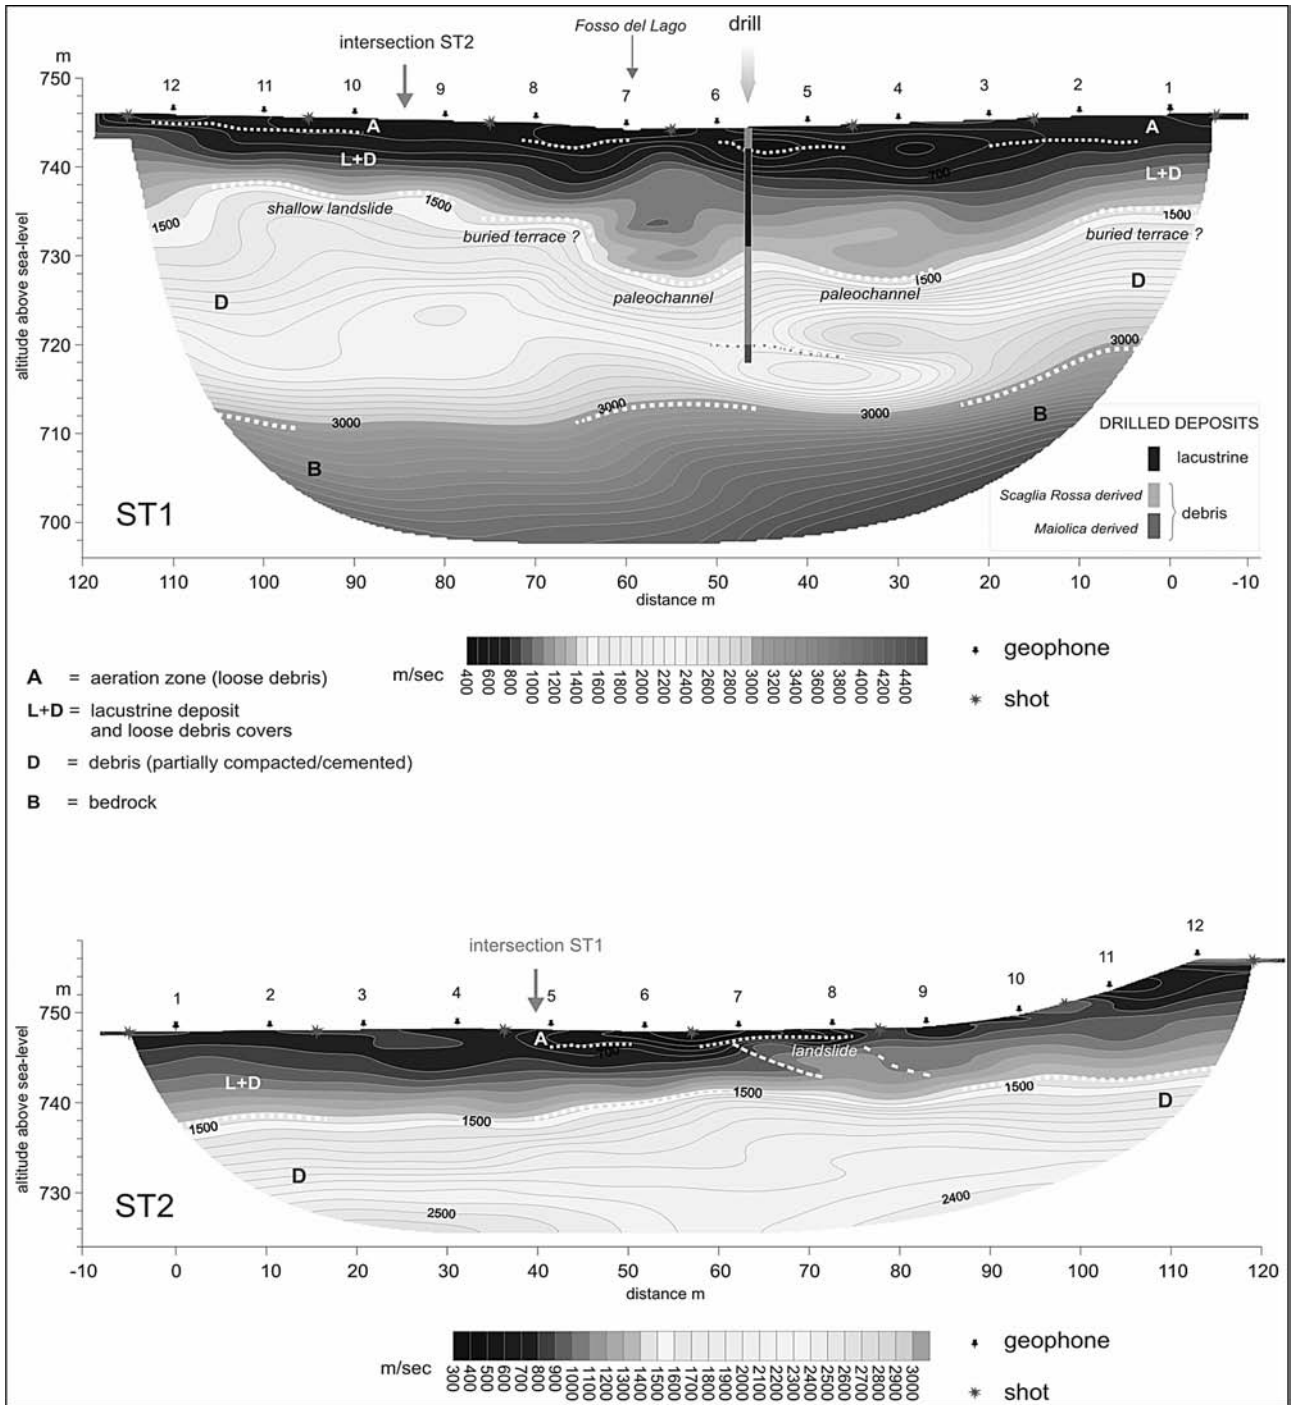 Fosso del Lago
drill
intersection ST2
m
750
740
730
720
710
700
altitude above sea-level
12 11 10 9 8 7 6 5 4 3 2 1
A A
L+D
700
L+D
1500 shallow landslide 1500 1500
buried terrace ? buried terrace ?
D 1500 D
paleochannel paleochannel
3000
3000 3000 3000
B B
ST1
DRILLED DEPOSITS
lacustrine
Scaglia Rossa derived
debris
Maiolica derived
120 110 100 90 80 70 60 50 40 30 20 10 0 -10
distance m
m/sec
400 600 800 1000 1200 1400 1600 1800 2000 2200 2400 2600 2800 3000 3200 3400 3600 3800 4000 4200 4400
geophone
shot
A = aeration zone (loose debris)
L+D = lacustrine deposit
and loose debris covers
D = debris (partially compacted/cemented)
B = bedrock
intersection ST1
m
750
740
730
altitude above sea-level
1 2 3 4 5 6 7 8 9 10 11 12
A
700 landslide
L+D
1500 1500 1500 1500
D D
2500 2400
ST2
-10 0 10 20 30 40 50 60 70 80 90 100 110 120
distance m
m/sec
300 400 500 600 700 800 900 1000 1100 1200 1300 1400 1500 1600 1700 1800 1900 2000 2100 2200 2300 2400 2500 2600 2700 2800 2900 3000
geophone
shot